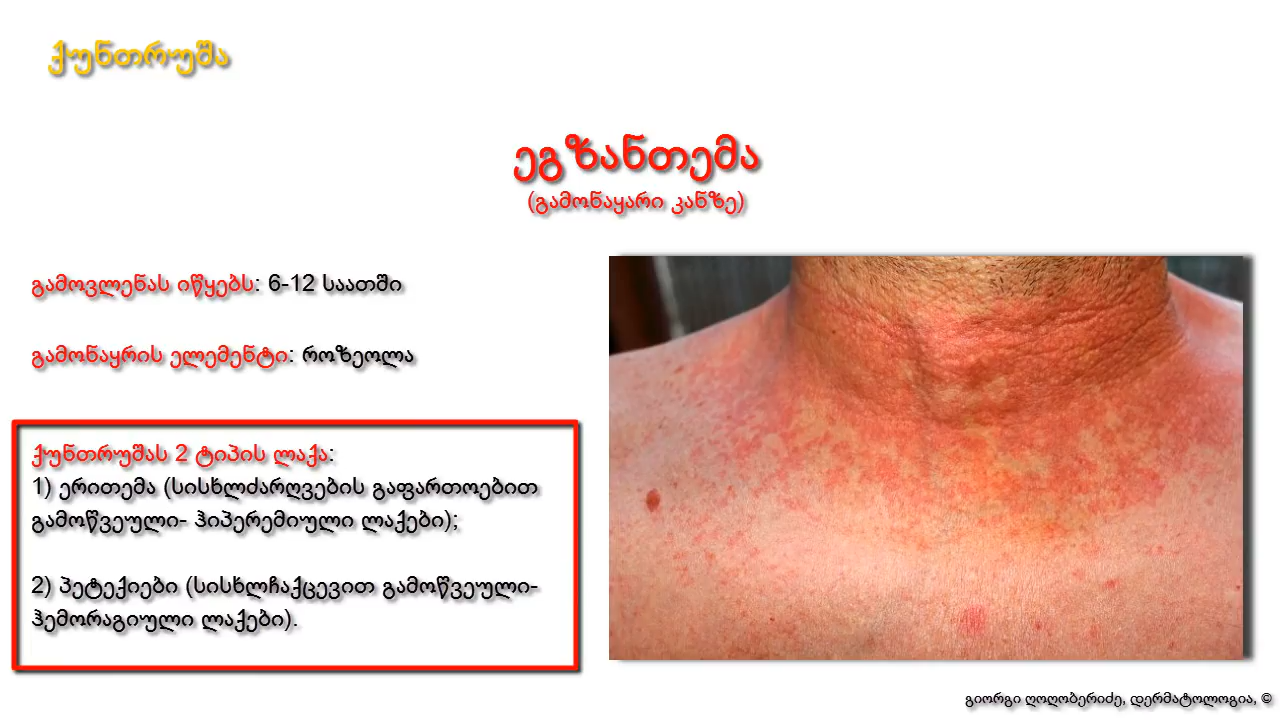 ქუნთრუშა
ეგზანთემა
(გამონაყარი კანზე)
გამოვლენას იწყებს: 6-12 საათში
გამონაყრის ელემენტი: როზეოლა
ქუნთრუშას 2 ტიპის ლაქა:
1) ერითემა (სისხლძარღვების გაფართოებით
გამოწვეული- ჰიპერემიული ლაქები);
2) პეტექიები (სისხლჩაქცევით გამოწვეული-
ჰემორაგიული ლაქები).
გიორგი ღოღობერიძე, დერმატოლოგია, ©